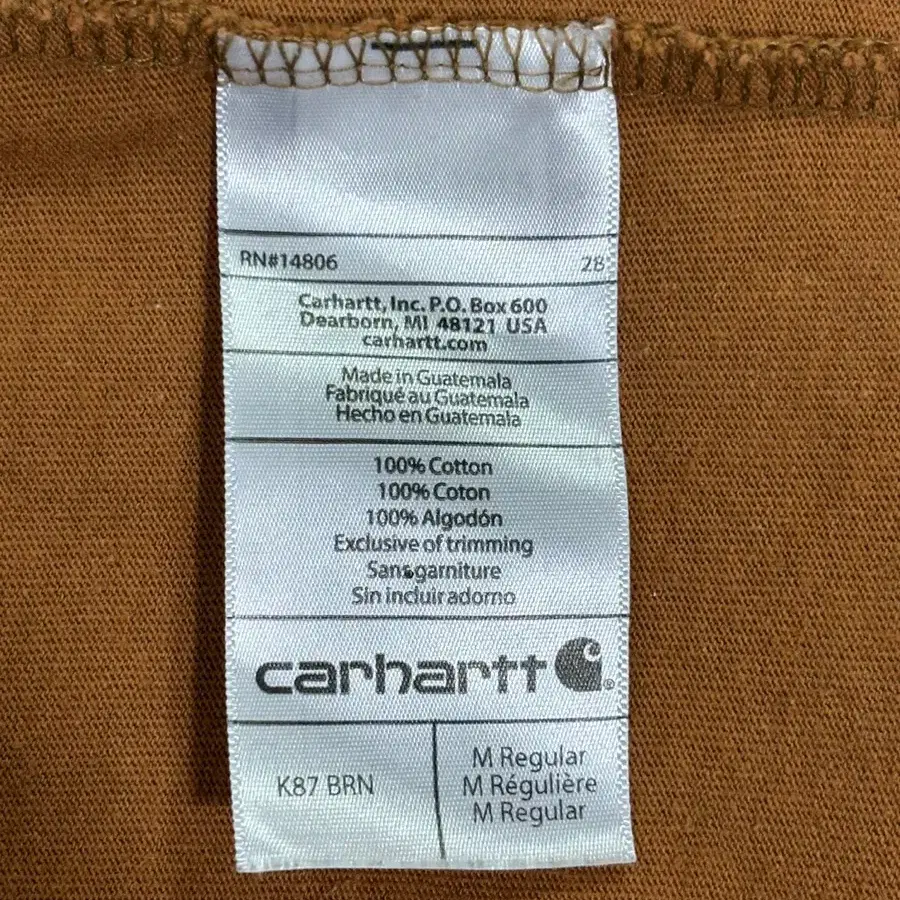 RN#14806 28
Carhartt, Inc. P.O. Box 600
Dearborn, MI 48121 USA
carhartt.com
Made in Guatemala
Fabriqué au Guatemala
Hecho en Guatemala
100% Cotton
100% Coton
100% Algodón
Exclusive of trimming
Sans garniture
Sin incluir adorno
carhartt®
K87 BRN
M Regular
M Régulière
M Regular